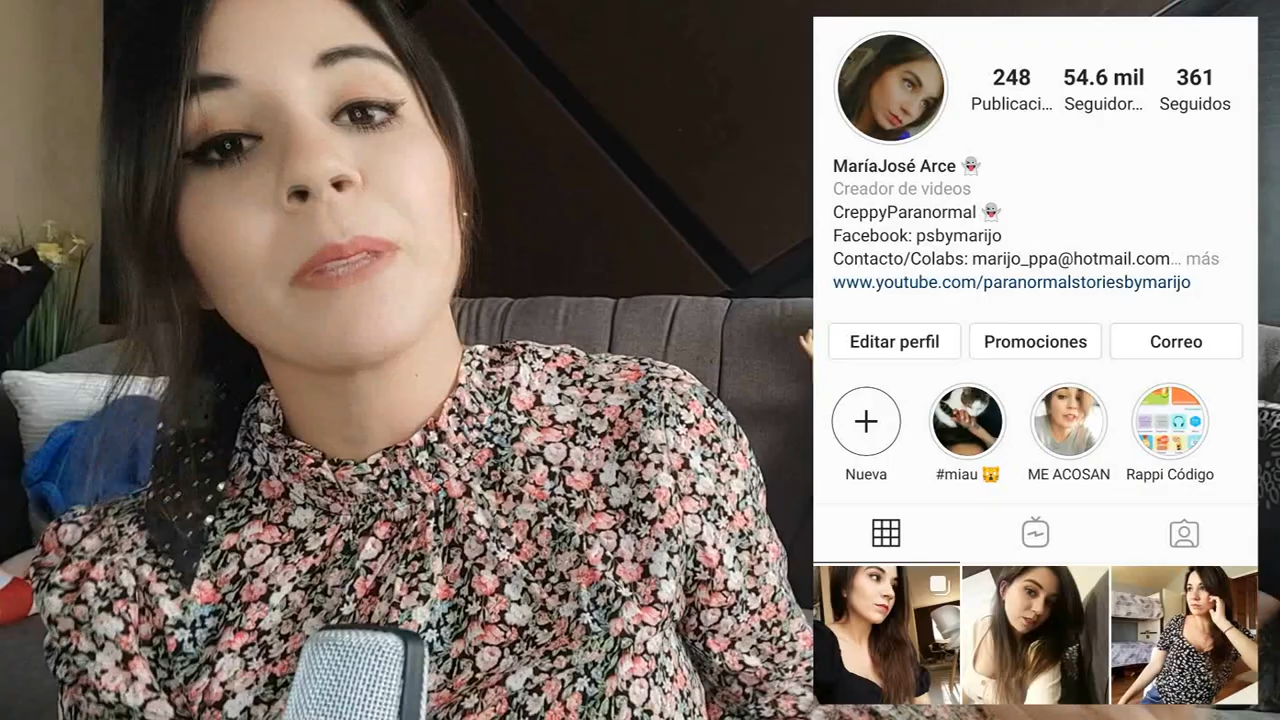 248 54.6 mil 361
Publicaci... Seguidor... Seguidos
MaríaJosé Arce 👻
Creador de videos
CreppyParanormal 👻
Facebook: psbymarijo
Contacto/Colabs: marijo_ppa@hotmail.com... más
www.youtube.com/paranormalstoriesbymarijo
Editar perfil Promociones Correo
Nueva #miau 🐱 ME ACOSAN Rappi Código